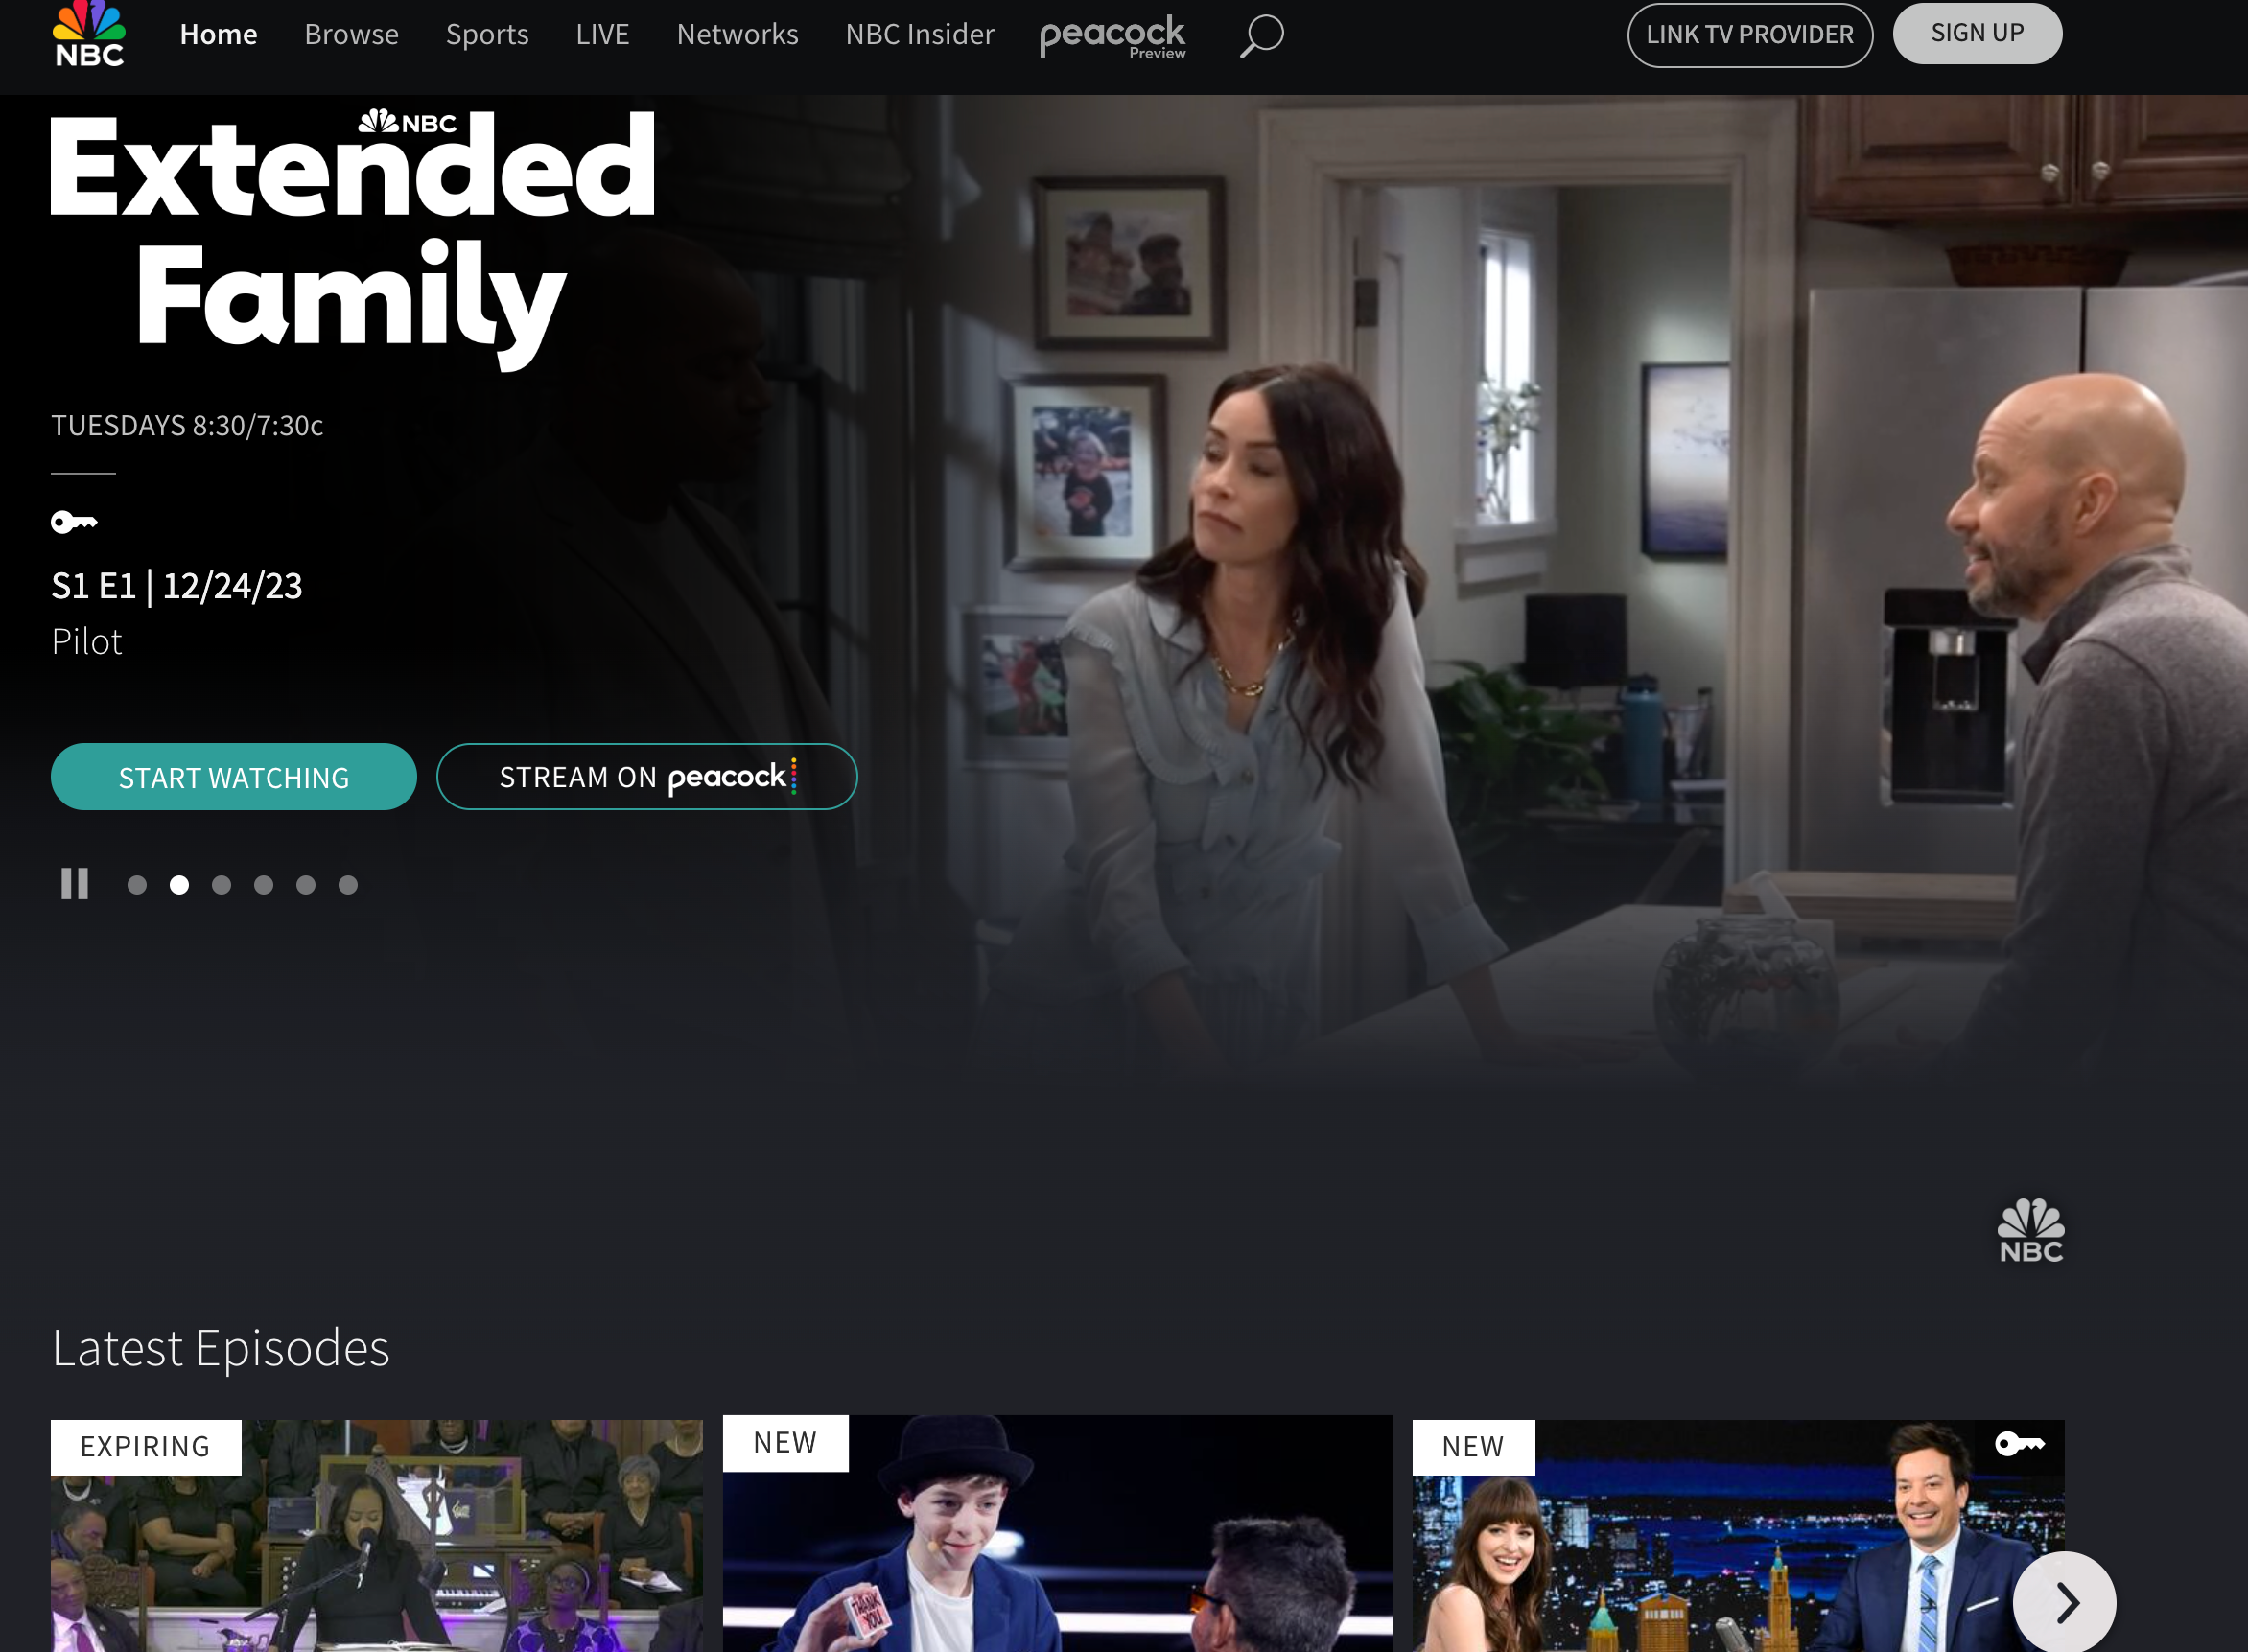 NBC
Home
Browse
Sports
LIVE
Networks
NBC Insider
peacock
Preview
LINK TV PROVIDER
SIGN UP
NBC
Extended
Family
TUESDAYS 8:30/7:30c
S1 E1 | 12/24/23
Pilot
START WATCHING
STREAM ON peacock
NBC
Latest Episodes
EXPIRING
NEW
THANK
YOU
NEW